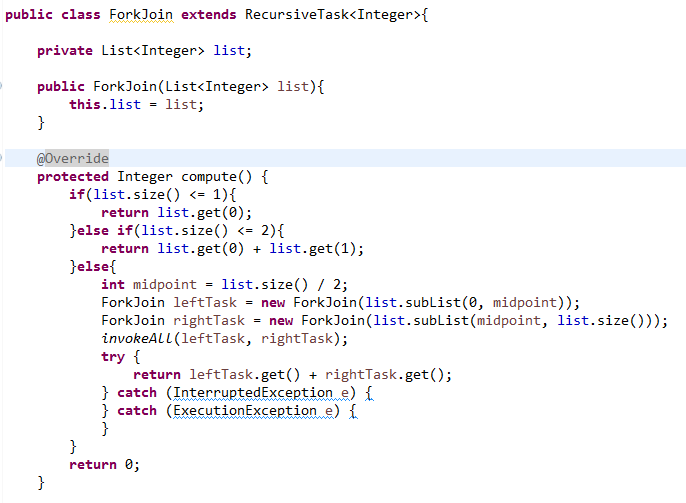 public class ForkJoin extends RecursiveTask<Integer>{
private List<Integer> list;
public ForkJoin(List<Integer> list){
this.list = list;
}
@Override
protected Integer compute() {
if(list.size() <= 1){
return list.get(0);
}else if(list.size() <= 2){
return list.get(0) + list.get(1);
}else{
int midpoint = list.size() / 2;
ForkJoin leftTask = new ForkJoin(list.subList(0, midpoint));
ForkJoin rightTask = new ForkJoin(list.subList(midpoint, list.size()));
invokeAll(leftTask, rightTask);
try {
return leftTask.get() + rightTask.get();
} catch (InterruptedException e) {
} catch (ExecutionException e) {
}
}
return 0;
}